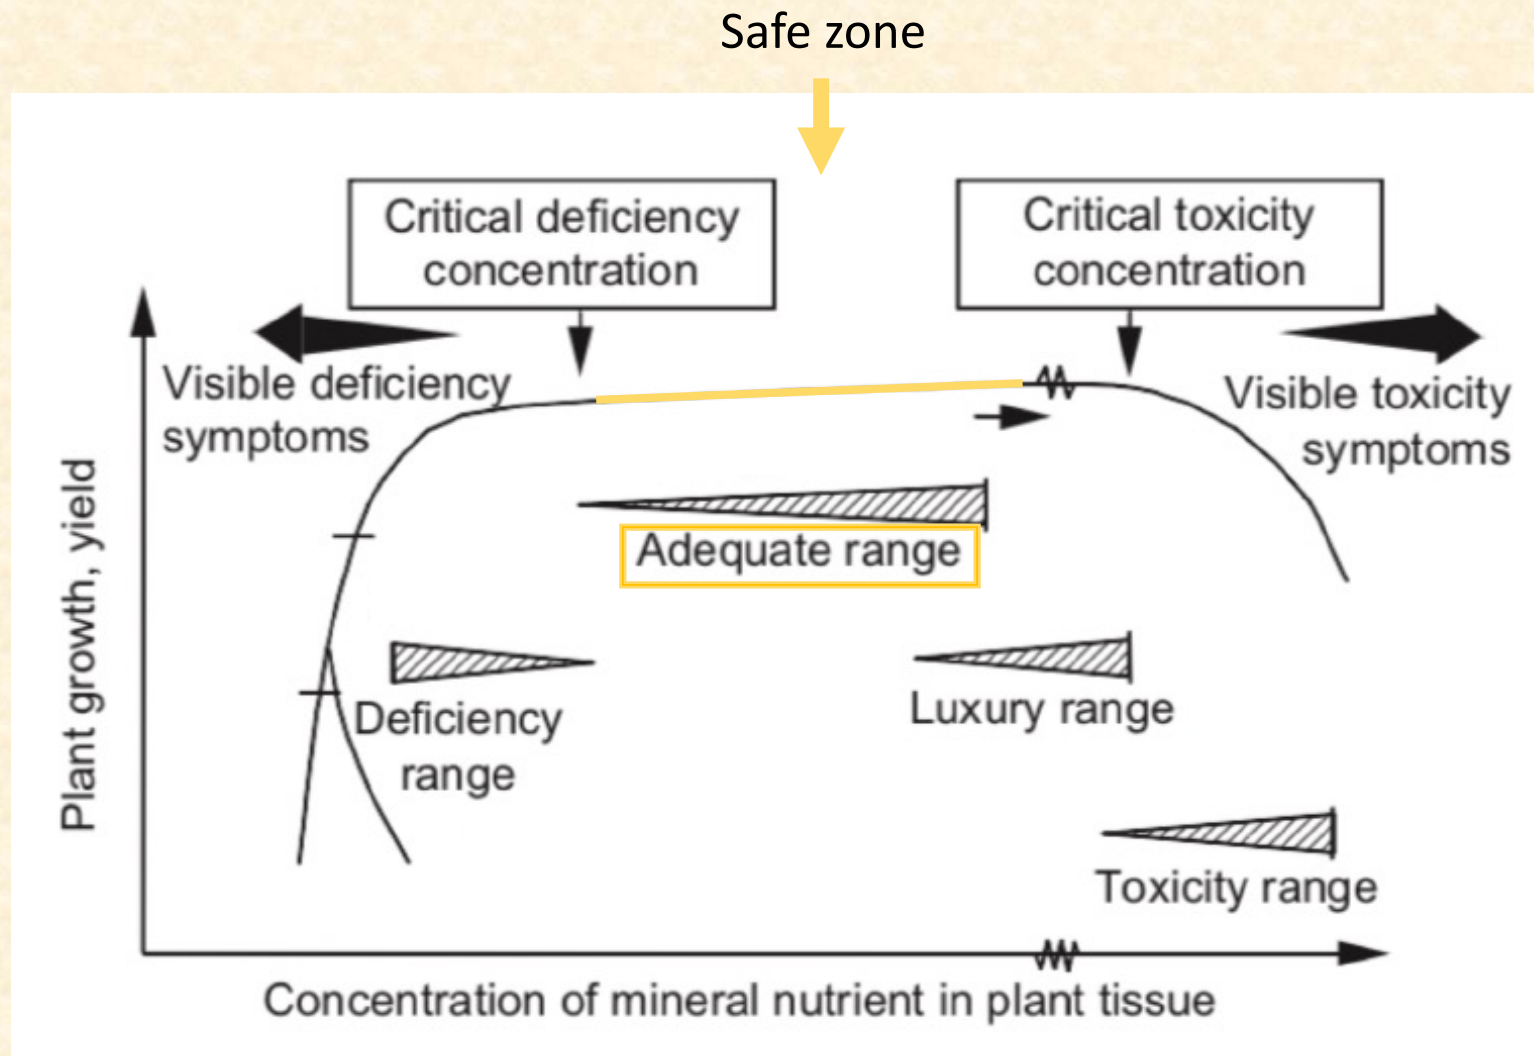 Safe zone
Critical deficiency
concentration
Critical toxicity
concentration
Visible deficiency
symptoms
Visible toxicity
symptoms
Plant growth, yield
Adequate range
Deficiency
range
Luxury range
Toxicity range
Concentration of mineral nutrient in plant tissue